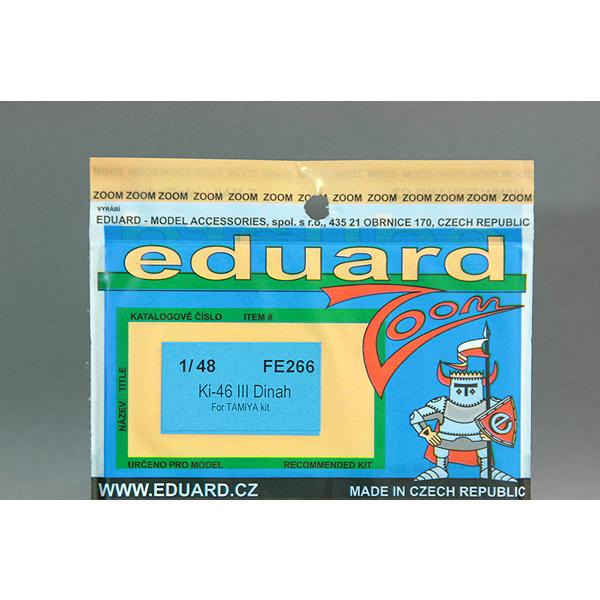 ZOOM ZOOM ZOOM ZOOM ZOOM ZOOM ZOOM ZOOM ZOOM ZOOM ZOOM ZOOM ZOOM
VYRÁBÍ
EDUARD - MODEL ACCESSORIES, spol. s r.o., 435 21 OBRNICE 170, CZECH REPUBLIC
eduard
Zoom
KATALOGOVÉ ČÍSLO ITEM #
1/48 FE266
Ki-46 III Dinah
For TAMIYA kit
NÁZEV TITLE
e
URČENO PRO MODEL RECOMMENDED KIT
WWW.EDUARD.CZ MADE IN CZECH REPUBLIC